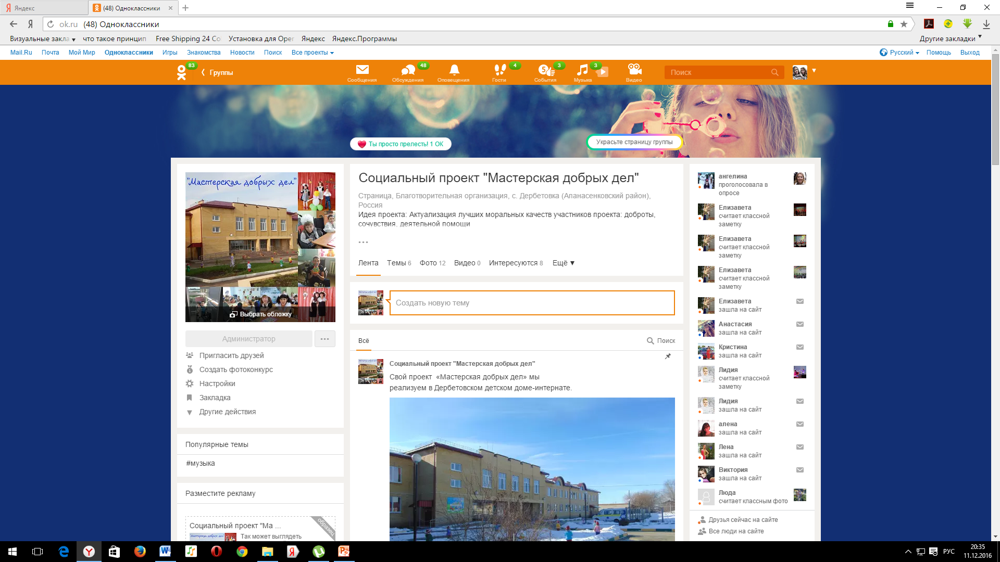 Яндекс
(48) Одноклассники
ok.ru (48) Одноклассники
Визуальные закла
что такое принцип
Free Shipping 24 Co
Установка для Oper
Яндекс
Яндекс.Программы
Другие закладки
Mail.Ru
Почта
Мой Мир
Одноклассники
Игры
Знакомства
Новости
Поиск
Все проекты
Русский
Помощь
Выход
83
Группы
Сообщения
48
Обсуждения
Оповещения
4
Гости
5
3
События
3
Музыка
Видео
Поиск
Ты просто прелесть! 1 ОК
Украсьте страницу группы
"Мастерская добрых дел"
Выбрать обложку
Администратор
Пригласить друзей
Создать фотоконкурс
Настройки
Закладка
Другие действия
Популярные темы
#музыка
Разместите рекламу
Социальный проект "Ма ...
образец
"Мастерская добрых дел"
Так может выглядеть
Социальный проект "Мастерская добрых дел"
Страница, Благотворительная организация, с. Дербетовка (Апанасенковский район),
Россия
Идея проекта: Актуализация лучших моральных качеств участников проекта: доброты,
сочувствия, деятельной помощи
Лента
Темы 6
Фото 12
Видео 0
Интересуются 8
Ещё
Создать новую тему
Всё
Поиск
Социальный проект "Мастерская добрых дел"
Свой проект «Мастерская добрых дел» мы
реализуем в Дербетовском детском доме-интернате.
ангелина
проголосовала в
опросе
Елизавета
считает классной
заметку
Елизавета
считает классной
заметку
Елизавета
считает классной
заметку
Елизавета
зашла на сайт
Анастасия
зашла на сайт
Кристина
зашла на сайт
Лидия
считает классной
заметку
Лидия
зашла на сайт
алена
зашла на сайт
Лена
зашла на сайт
Виктория
зашла на сайт
Люда
считает классным фото
Друзья сейчас на сайте
Все люди на сайте
РУС
20:35
11.12.2016